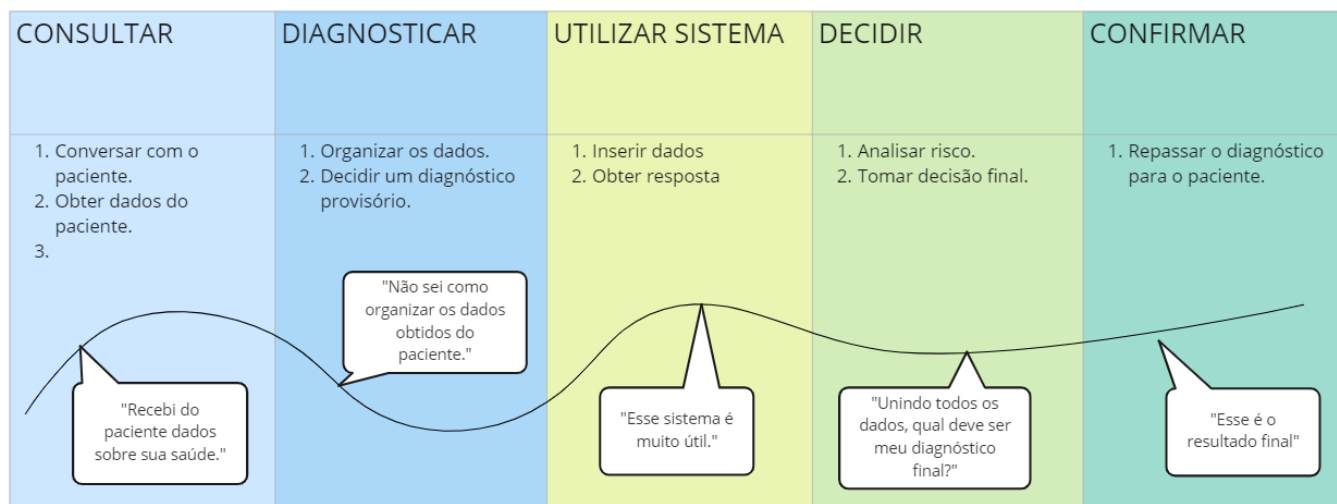 CONSULTAR
DIAGNOSTICAR
UTILIZAR SISTEMA
DECIDIR
CONFIRMAR
1. Conversar com o
paciente.
2. Obter dados do
paciente.
3.
1. Organizar os dados.
2. Decidir um diagnóstico
provisório.
1. Inserir dados
2. Obter resposta
1. Analisar risco.
2. Tomar decisão final.
1. Repassar o diagnóstico
para o paciente.
"Recebi do
paciente dados
sobre sua saúde."
"Não sei como
organizar os dados
obtidos do
paciente."
"Esse sistema é
muito útil."
"Unindo todos os
dados, qual deve ser
meu diagnóstico
final?"
"Esse é o
resultado final"